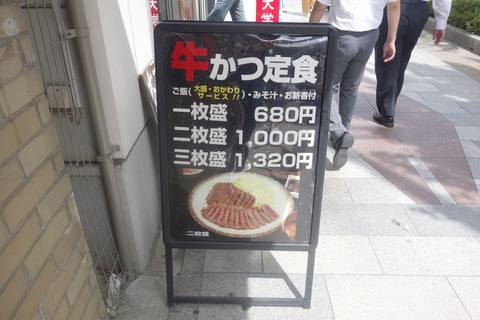 大学
牛かつ定食
ご飯(大盛・おかわりサービス!!)・みそ汁・お新香付
一枚盛 680円
二枚盛 1,000円
三枚盛 1,320円
二枚盛